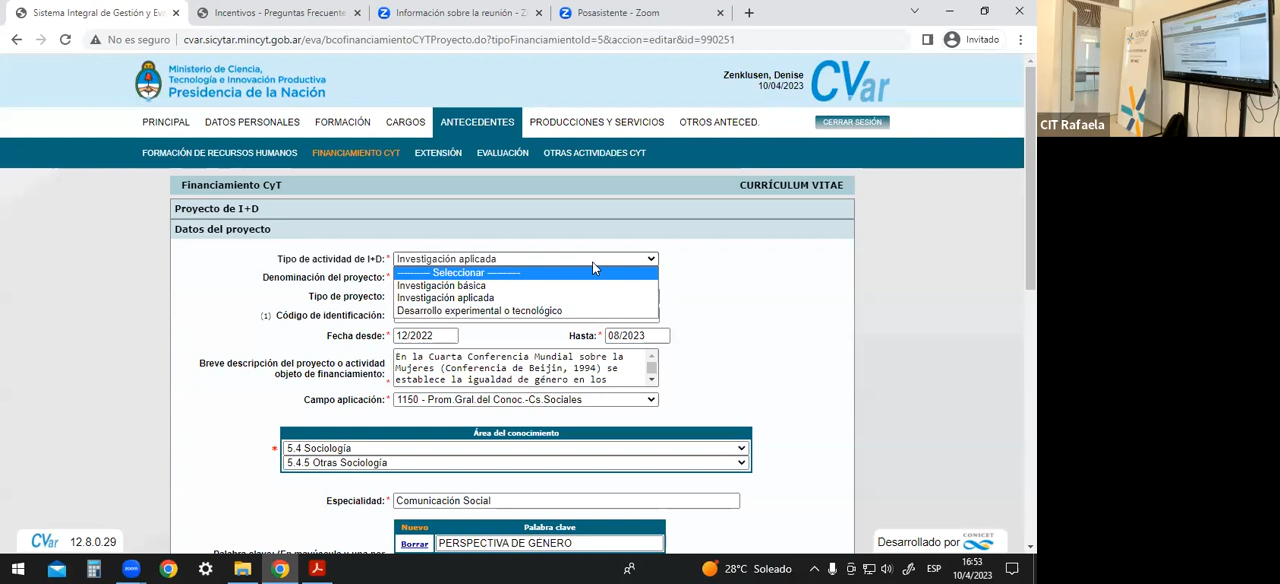 Sistema Integral de Gestión y Eva
Incentivos - Preguntas Frecuente
Información sobre la reunión - Z
Posasistente - Zoom
No es seguro
cvar.sicytar.mincyt.gob.ar/eva/bcofinanciamientoCYTProyecto.do?tipoFinanciamientoId=5&accion=editar&id=990251
Invitado
Ministerio de Ciencia,
Tecnología e Innovación Productiva
Presidencia de la Nación
Zenklusen, Denise
10/04/2023
CVar
PRINCIPAL DATOS PERSONALES FORMACIÓN CARGOS ANTECEDENTES PRODUCCIONES Y SERVICIOS OTROS ANTECED. CERRAR SESIÓN
FORMACIÓN DE RECURSOS HUMANOS FINANCIAMIENTO CYT EXTENSIÓN EVALUACIÓN OTRAS ACTIVIDADES CYT
Financiamiento CyT CURRÍCULUM VITAE
Proyecto de I+D
Datos del proyecto
Tipo de actividad de I+D: * Investigación aplicada
---------- Seleccionar ----------
Denominación del proyecto: *
Investigación básica
Tipo de proyecto: Investigación aplicada
Desarrollo experimental o tecnológico
(1) Código de identificación:
Fecha desde: * 12/2022 Hasta: * 08/2023
Breve descripción del proyecto o actividad
objeto de financiamiento: *
En la Cuarta Conferencia Mundial sobre la
Mujeres (Conferencia de Beijin, 1994) se
establece la igualdad de género en los
Campo aplicación: * 1150 - Prom.Gral.del Conoc.-Cs.Sociales
Área del conocimiento
* 5.4 Sociología
5.4.5 Otras Sociología
Especialidad: * Comunicación Social
Nuevo Palabra clave
Borrar PERSPECTIVA DE GÉNERO
CVar 12.8.0.29
Desarrollado por CONICET
28°C Soleado
ESP
16:53
10/4/2023
CIT Rafaela